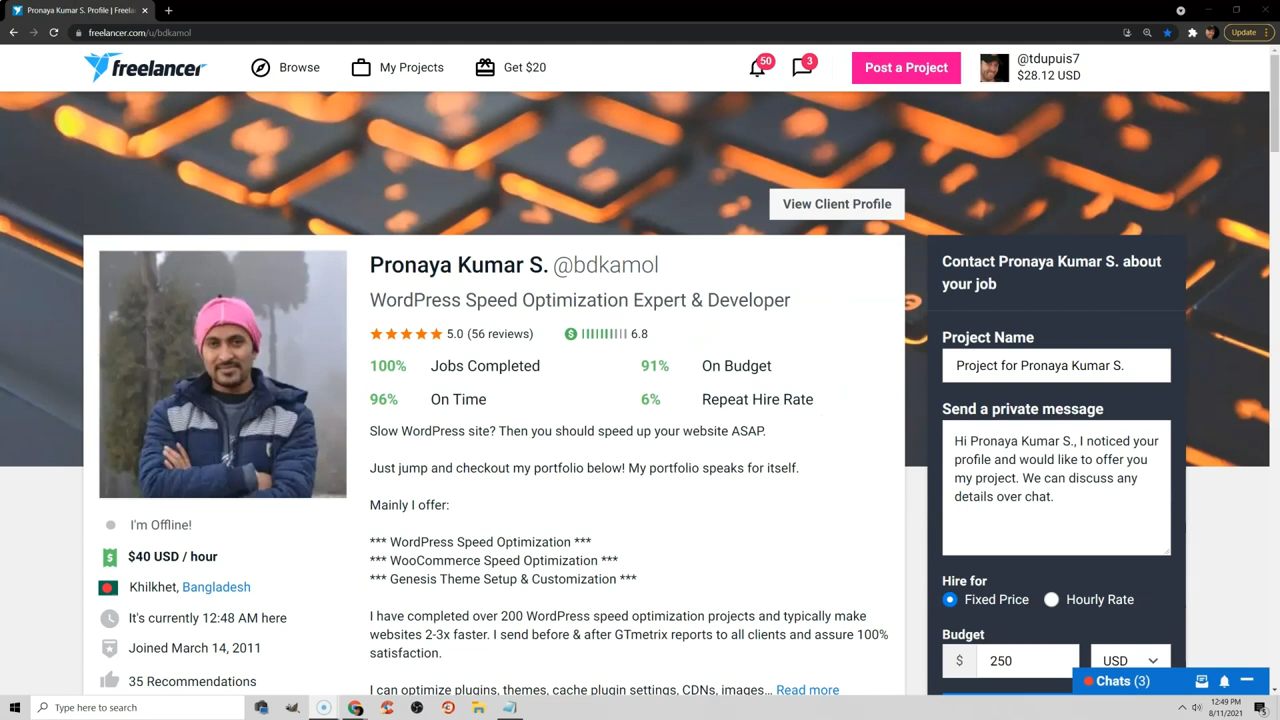 Pronaya Kumar S. Profile | Freelan
freelancer.com/u/bdkamol
Update
freelancer
Browse
My Projects
Get $20
50
3
Post a Project
@tdupuis7
$28.12 USD
View Client Profile
Pronaya Kumar S. @bdkamol
WordPress Speed Optimization Expert & Developer
5.0 (56 reviews)
6.8
100% Jobs Completed
91% On Budget
96% On Time
6% Repeat Hire Rate
Slow WordPress site? Then you should speed up your website ASAP.
Just jump and checkout my portfolio below! My portfolio speaks for itself.
Mainly I offer:
*** WordPress Speed Optimization ***
*** WooCommerce Speed Optimization ***
*** Genesis Theme Setup & Customization ***
I have completed over 200 WordPress speed optimization projects and typically make
websites 2-3x faster. I send before & after GTmetrix reports to all clients and assure 100%
satisfaction.
I can optimize plugins, themes, cache plugin settings, CDNs, images... Read more
I'm Offline!
$40 USD / hour
Khilkhet, Bangladesh
It's currently 12:48 AM here
Joined March 14, 2011
35 Recommendations
Contact Pronaya Kumar S. about
your job
Project Name
Project for Pronaya Kumar S.
Send a private message
Hi Pronaya Kumar S., I noticed your
profile and would like to offer you
my project. We can discuss any
details over chat.
Hire for
Fixed Price
Hourly Rate
Budget
$ 250
USD
Chats (3)
Type here to search
12:49 PM
8/11/2021
5